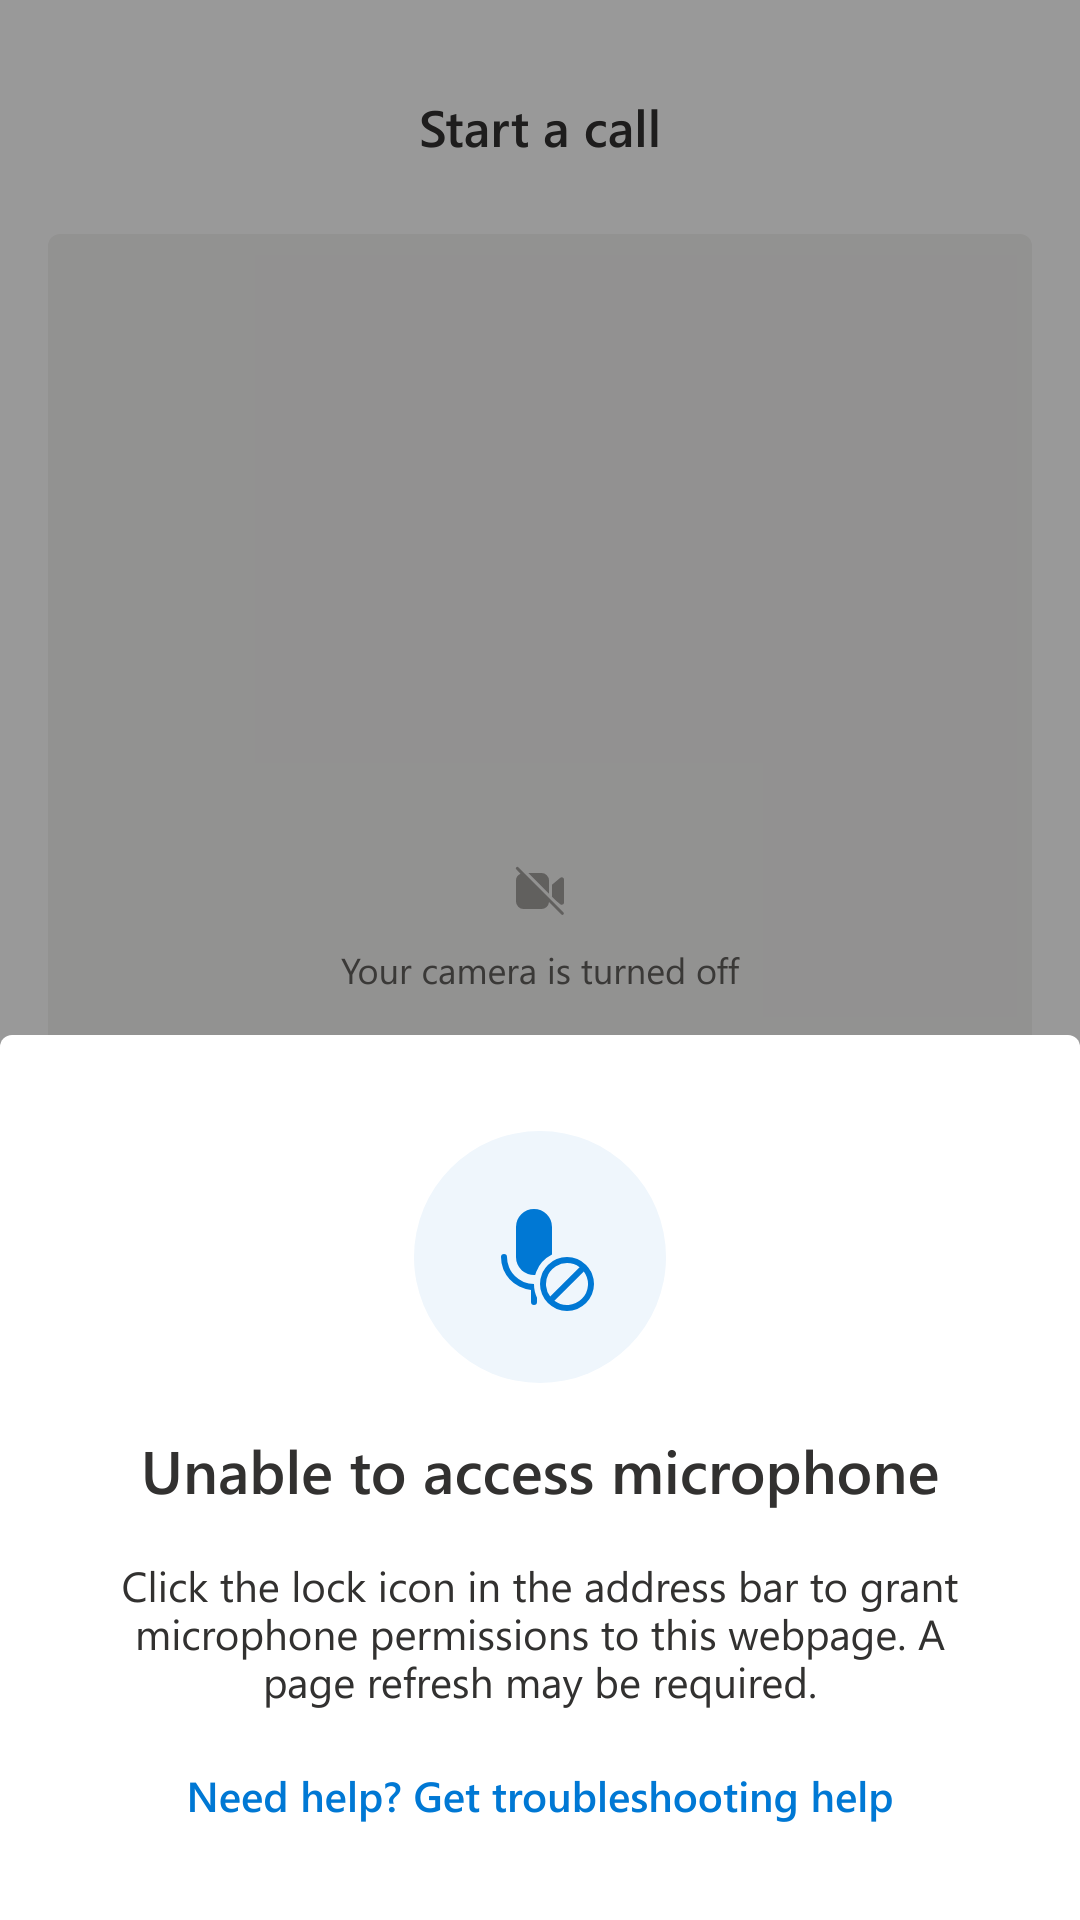 Start a call
Your camera is turned off
Unable to access microphone
Click the lock icon in the address bar to grant
microphone permissions to this webpage. A
page refresh may be required.
Need help? Get troubleshooting help